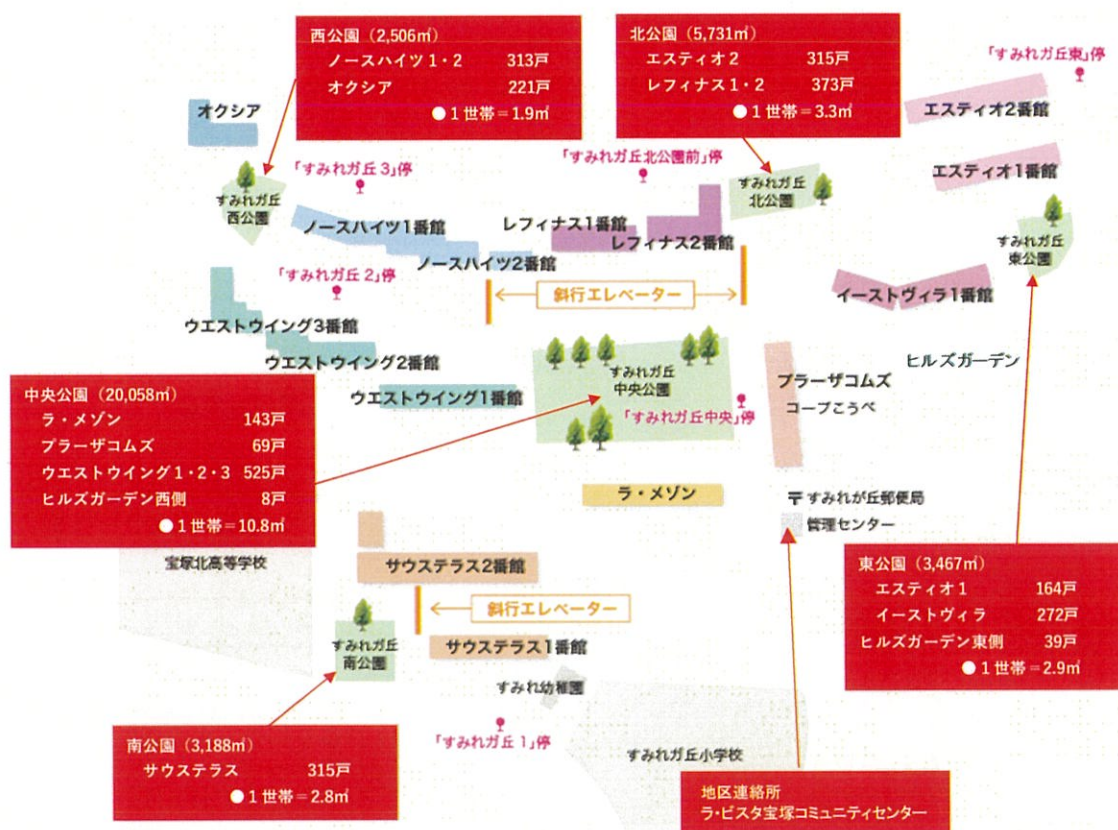 西公園（2,506㎡）
ノースハイツ1・2 313戸
オクシア 221戸
●1世帯＝1.9㎡
北公園（5,731㎡）
エスティオ2 315戸
レフィナス1・2 373戸
●1世帯＝3.3㎡
「すみれガ丘東」停
オクシア
エスティオ2番館
「すみれガ丘3」停
「すみれガ丘北公園前」停
エスティオ1番館
すみれガ丘
西公園
すみれガ丘
北公園
ノースハイツ1番館
レフィナス1番館
レフィナス2番館
すみれガ丘
東公園
ノースハイツ2番館
「すみれガ丘2」停
斜行エレベーター
イーストヴィラ1番館
ウエストウイング3番館
ウエストウイング2番館
ウエストウイング1番館
すみれガ丘
中央公園
「すみれガ丘中央」停
プラーザコムズ
コープこうべ
ヒルズガーデン
中央公園（20,058㎡）
ラ・メゾン 143戸
プラーザコムズ 69戸
ウエストウイング1・2・3 525戸
ヒルズガーデン西側 8戸
●1世帯＝10.8㎡
ラ・メゾン
〒すみれが丘郵便局
管理センター
宝塚北高等学校
サウステラス2番館
斜行エレベーター
東公園（3,467㎡）
エスティオ1 164戸
イーストヴィラ 272戸
ヒルズガーデン東側 39戸
●1世帯＝2.9㎡
すみれガ丘
南公園
サウステラス1番館
すみれ幼稚園
「すみれガ丘1」停
すみれガ丘小学校
南公園（3,188㎡）
サウステラス 315戸
●1世帯＝2.8㎡
地区連絡所
ラ・ビスタ宝塚コミュニティセンター